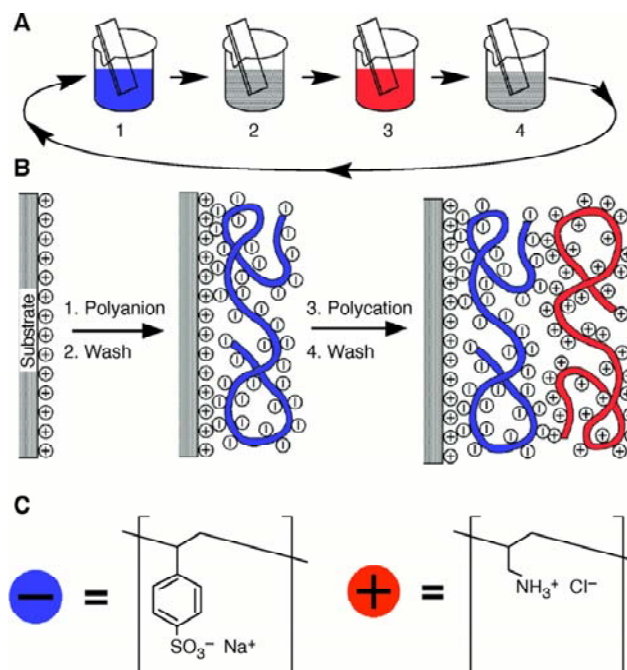 A
1 2 3 4
B
Substrate
1. Polyanion
2. Wash
3. Polycation
4. Wash
C
− = SO₃⁻ Na⁺
+ = NH₃⁺ Cl⁻